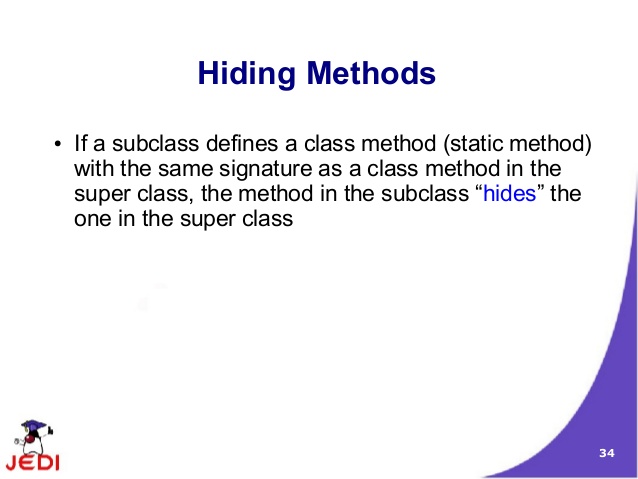 Hiding Methods
• If a subclass defines a class method (static method)
with the same signature as a class method in the
super class, the method in the subclass “hides” the
one in the super class
34
JEDI